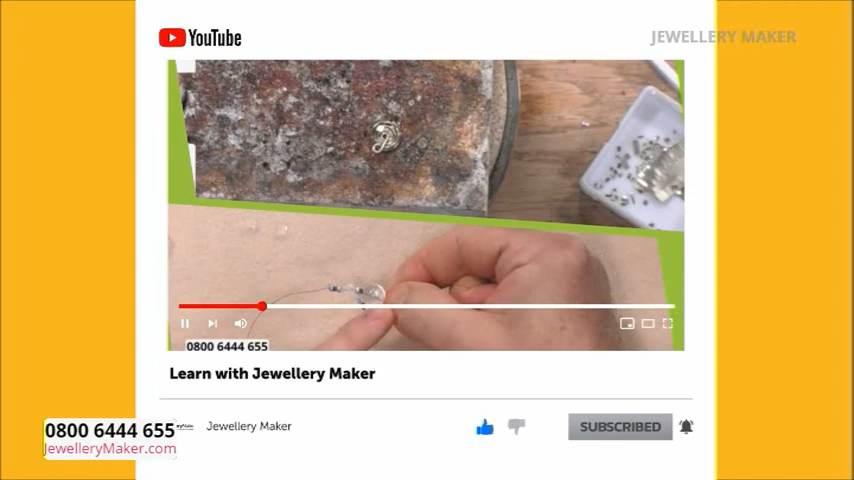 YouTube
JEWELLERY MAKER
0800 6444 655
Learn with Jewellery Maker
Jewellery Maker
SUBSCRIBED
0800 6444 655
JewelleryMaker.com